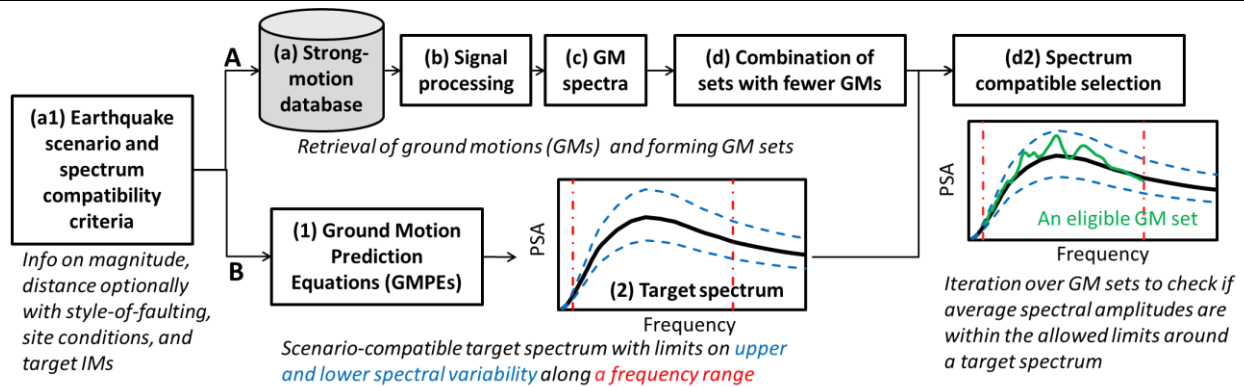 (a1) Earthquake
scenario and
spectrum
compatibility
criteria
Info on magnitude,
distance optionally
with style-of-faulting,
site conditions, and
target IMs
A
(a) Strong-
motion
database
(b) Signal
processing
(c) GM
spectra
(d) Combination of
sets with fewer GMs
Retrieval of ground motions (GMs) and forming GM sets
B
(1) Ground Motion
Prediction
Equations (GMPEs)
PSA
(2) Target spectrum
Frequency
Scenario-compatible target spectrum with limits on upper
and lower spectral variability along a frequency range
(d2) Spectrum
compatible selection
PSA
An eligible GM set
Frequency
Iteration over GM sets to check if
average spectral amplitudes are
within the allowed limits around
a target spectrum